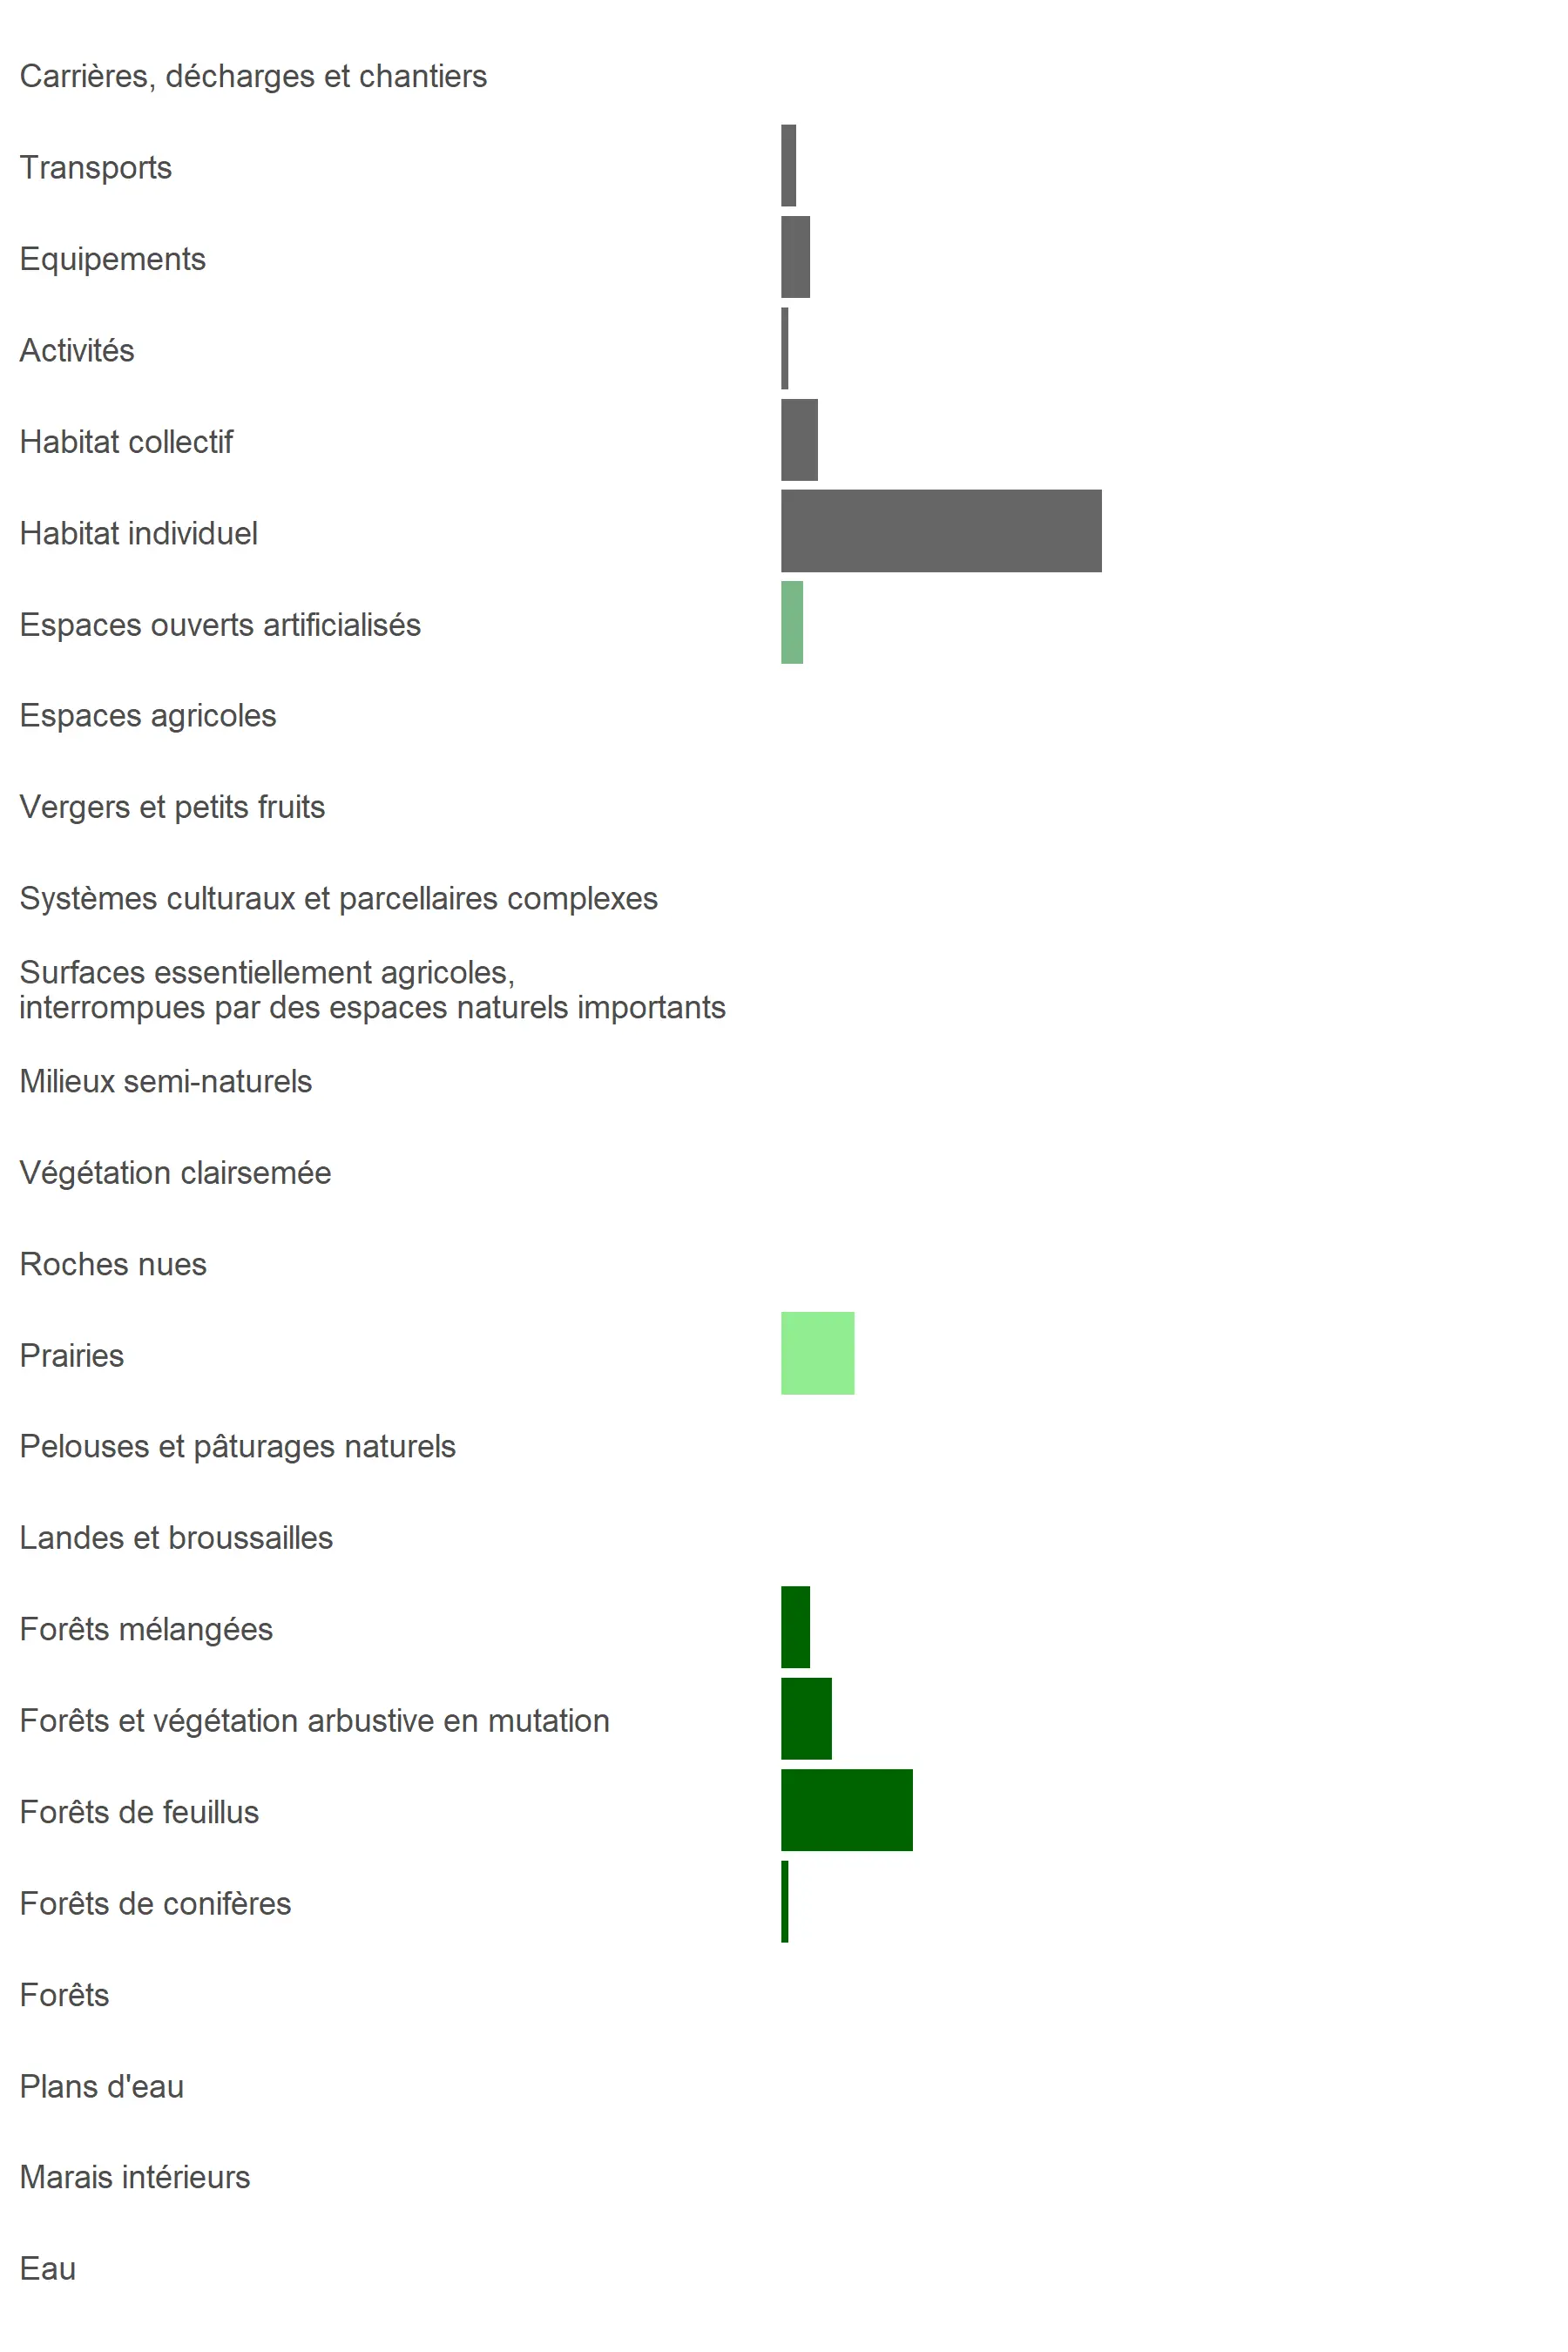 Carrières, décharges et chantiers
Transports
Equipements
Activités
Habitat collectif
Habitat individuel
Espaces ouverts artificialisés
Espaces agricoles
Vergers et petits fruits
Systèmes culturaux et parcellaires complexes
Surfaces essentiellement agricoles,
interrompues par des espaces naturels importants
Milieux semi-naturels
Végétation clairsemée
Roches nues
Prairies
Pelouses et pâturages naturels
Landes et broussailles
Forêts mélangées
Forêts et végétation arbustive en mutation
Forêts de feuillus
Forêts de conifères
Forêts
Plans d'eau
Marais intérieurs
Eau